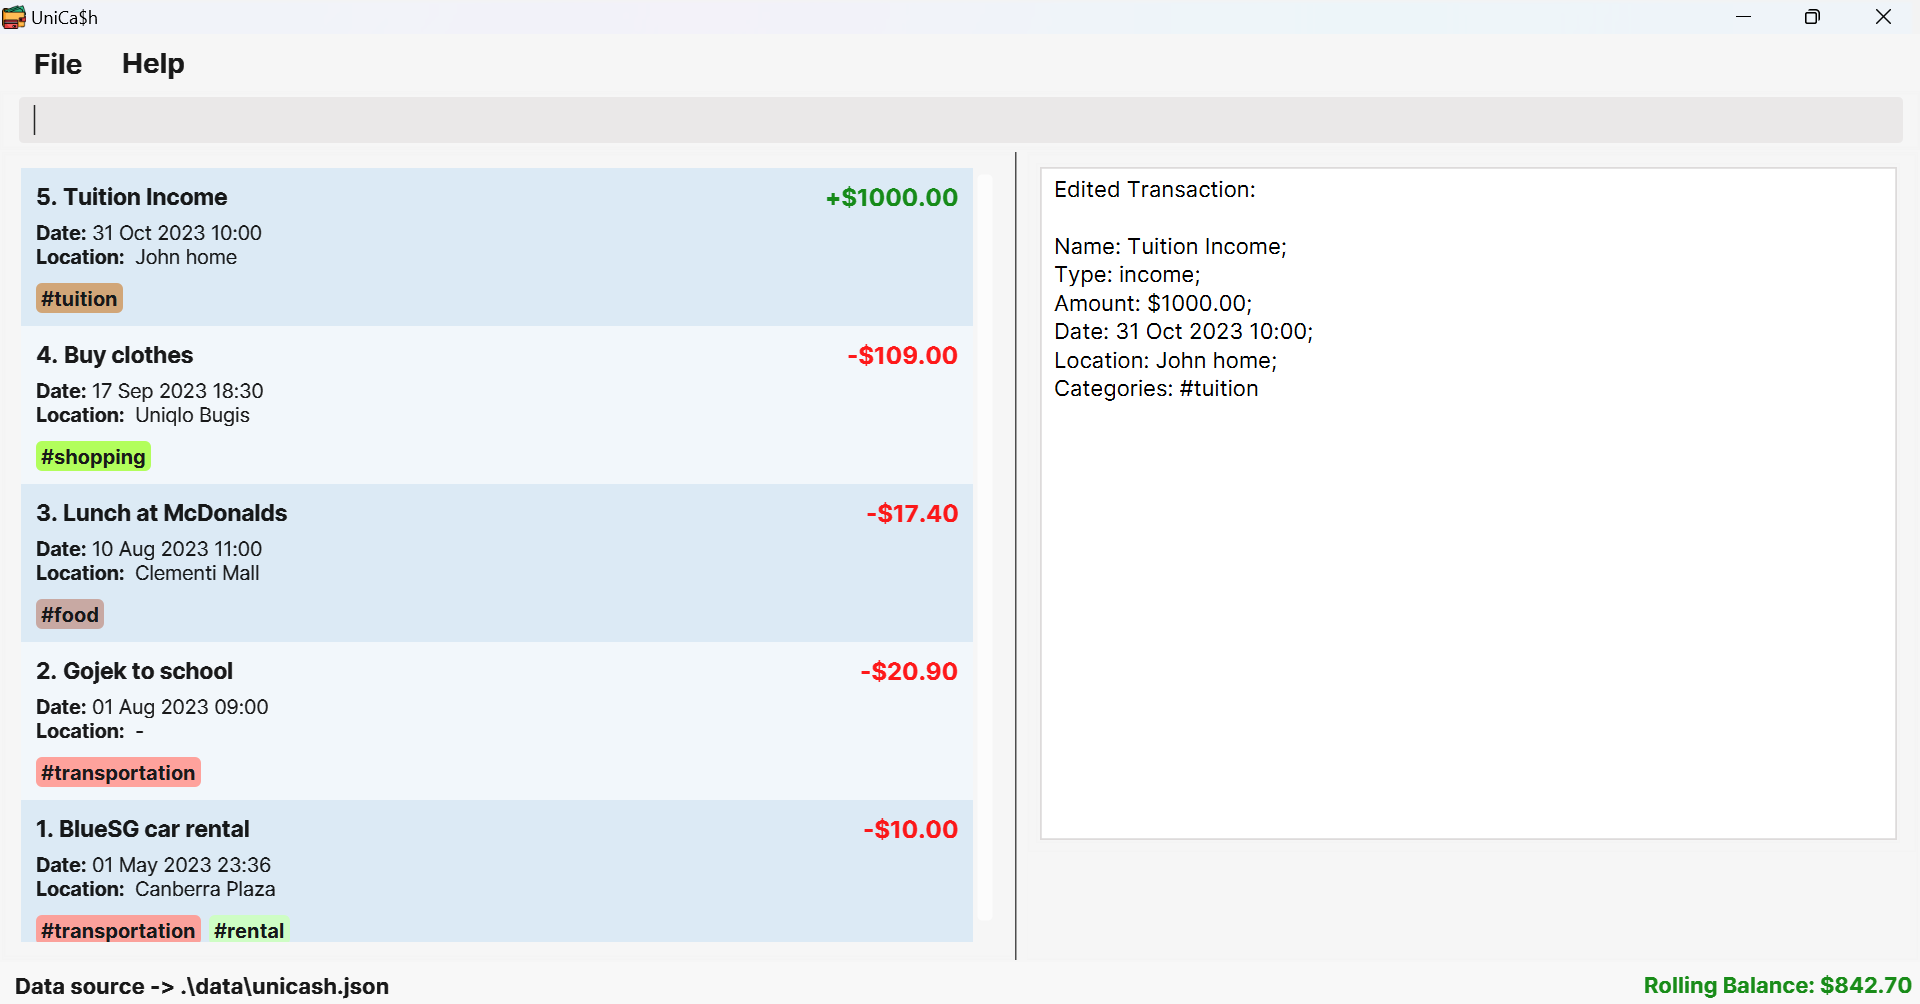 UniCa$h
File Help
5. Tuition Income +$1000.00
Date: 31 Oct 2023 10:00
Location: John home
#tuition
4. Buy clothes -$109.00
Date: 17 Sep 2023 18:30
Location: Uniqlo Bugis
#shopping
3. Lunch at McDonalds -$17.40
Date: 10 Aug 2023 11:00
Location: Clementi Mall
#food
2. Gojek to school -$20.90
Date: 01 Aug 2023 09:00
Location: -
#transportation
1. BlueSG car rental -$10.00
Date: 01 May 2023 23:36
Location: Canberra Plaza
#transportation #rental
Edited Transaction:
Name: Tuition Income;
Type: income;
Amount: $1000.00;
Date: 31 Oct 2023 10:00;
Location: John home;
Categories: #tuition
Data source -> .\data\unicash.json
Rolling Balance: $842.70